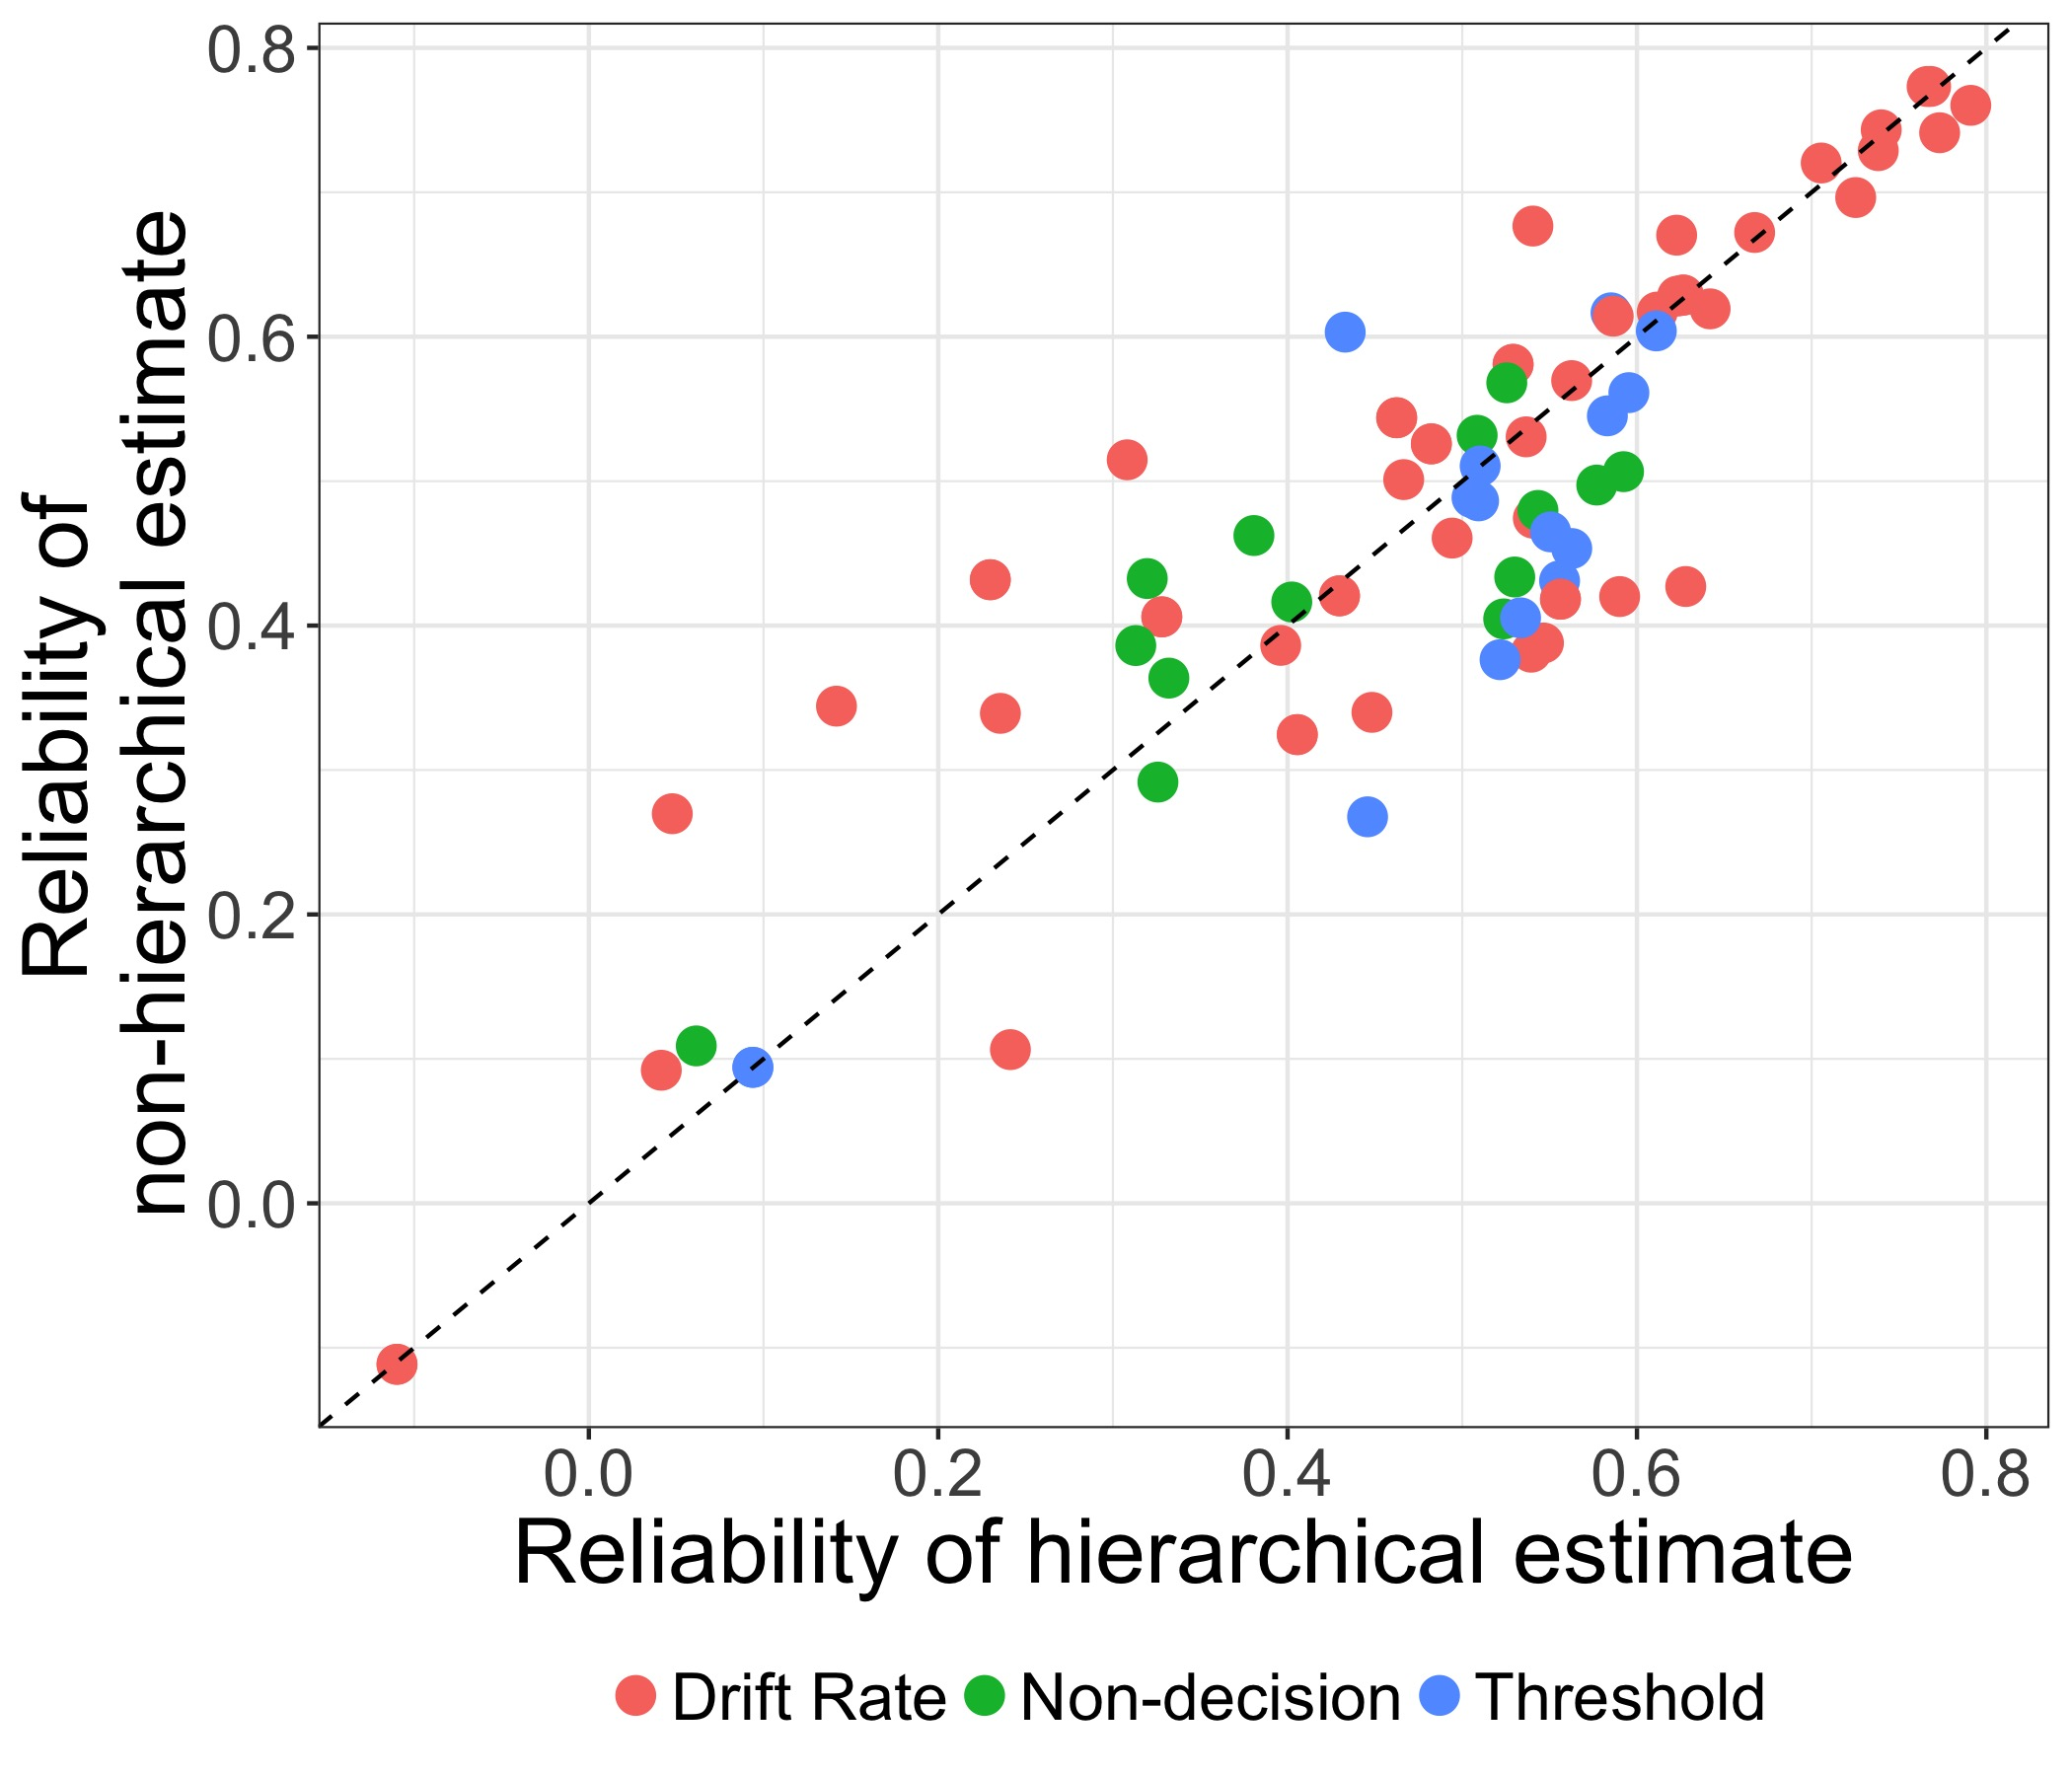 Reliability of
non-hierarchical estimate
0.8
0.6
0.4
0.2
0.0
0.0 0.2 0.4 0.6 0.8
Reliability of hierarchical estimate
Drift Rate Non-decision Threshold